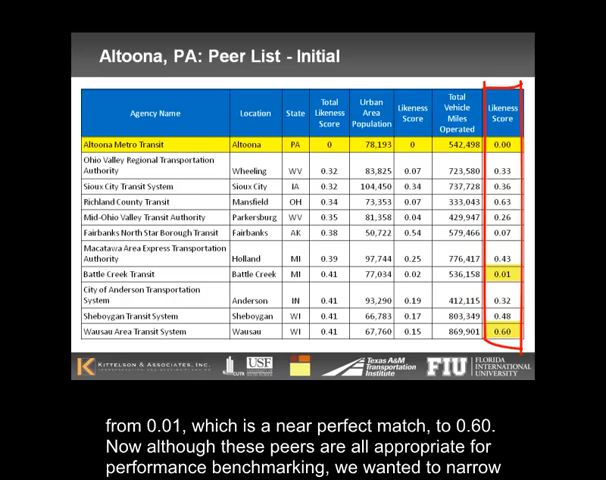 Altoona, PA: Peer List - Initial
Agency Name Location State Total Likeness Score Urban Area Population Likeness Score Total Vehicle Miles Operated Likeness Score
Altoona Metro Transit Altoona PA 0 78,193 0 542,498 0.00
Ohio Valley Regional Transportation Authority Wheeling WV 0.32 83,825 0.07 723,580 0.33
Sioux City Transit System Sioux City IA 0.32 104,450 0.34 737,728 0.36
Richland County Transit Mansfield OH 0.34 73,353 0.07 333,043 0.63
Mid-Ohio Valley Transit Authority Parkersburg WV 0.35 81,358 0.04 429,947 0.26
Fairbanks North Star Borough Transit Fairbanks AK 0.38 50,722 0.54 579,466 0.07
Macatawa Area Express Transportation Authority Holland MI 0.39 97,744 0.25 776,417 0.43
Battle Creek Transit Battle Creek MI 0.41 77,034 0.02 536,158 0.01
City of Anderson Transportation System Anderson IN 0.41 93,290 0.19 412,115 0.32
Sheboygan Transit Sheboygan WI 0.41 66,783 0.17 803,349 0.48
Wausau Area Transit System Wausau WI 0.41 67,760 0.15 869,901 0.60
KITTELSON & ASSOCIATES, INC.
CUTR
USF
Texas A&M
Transportation
Institute
FIU
FLORIDA
INTERNATIONAL
UNIVERSITY
from 0.01, which is a near perfect match, to 0.60.
Now although these peers are all appropriate for
performance benchmarking, we wanted to narrow